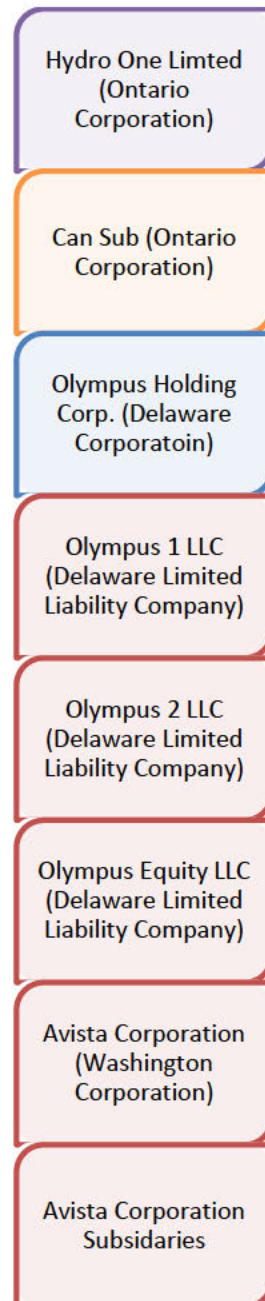 Hydro One Limted
(Ontario
Corporation)
Can Sub (Ontario
Corporation)
Olympus Holding
Corp. (Delaware
Corporatoin)
Olympus 1 LLC
(Delaware Limited
Liability Company)
Olympus 2 LLC
(Delaware Limited
Liability Company)
Olympus Equity LLC
(Delaware Limited
Liability Company)
Avista Corporation
(Washington
Corporation)
Avista Corporation
Subsidaries